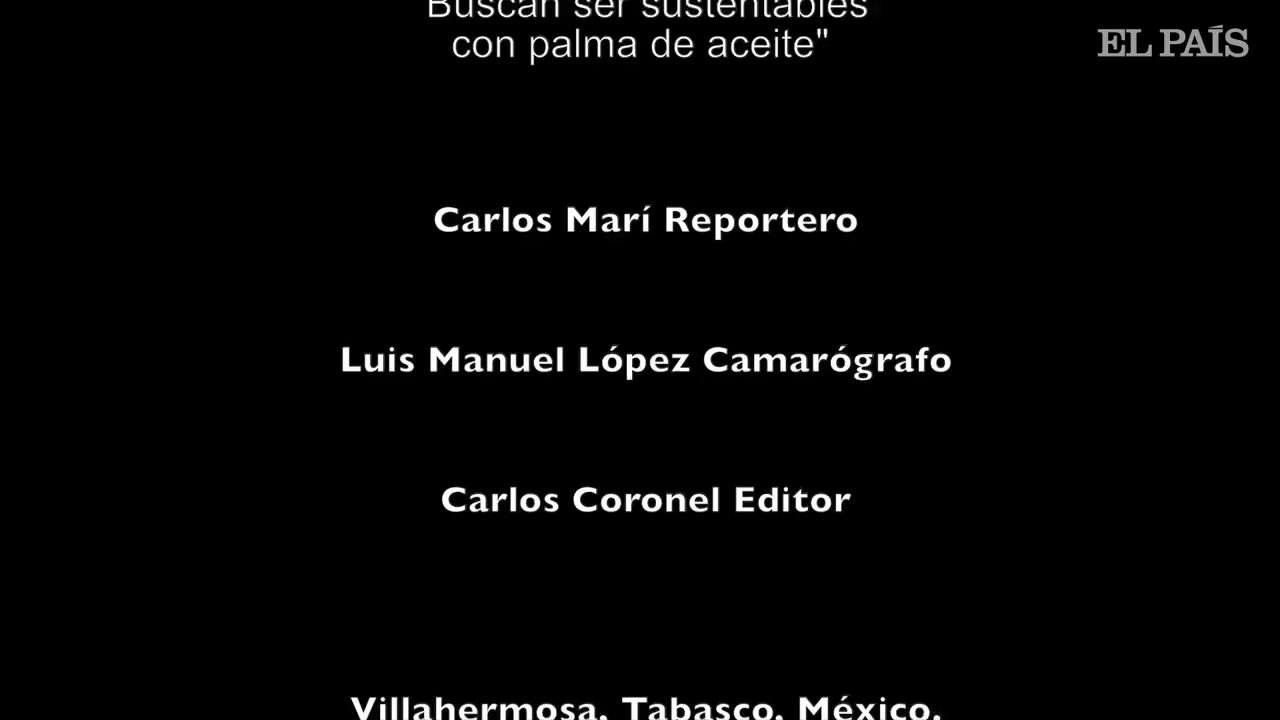 Buscan ser sustentables
con palma de aceite"
EL PAÍS
Carlos Marí Reportero
Luis Manuel López Camarógrafo
Carlos Coronel Editor
Villahermosa, Tabasco, México.